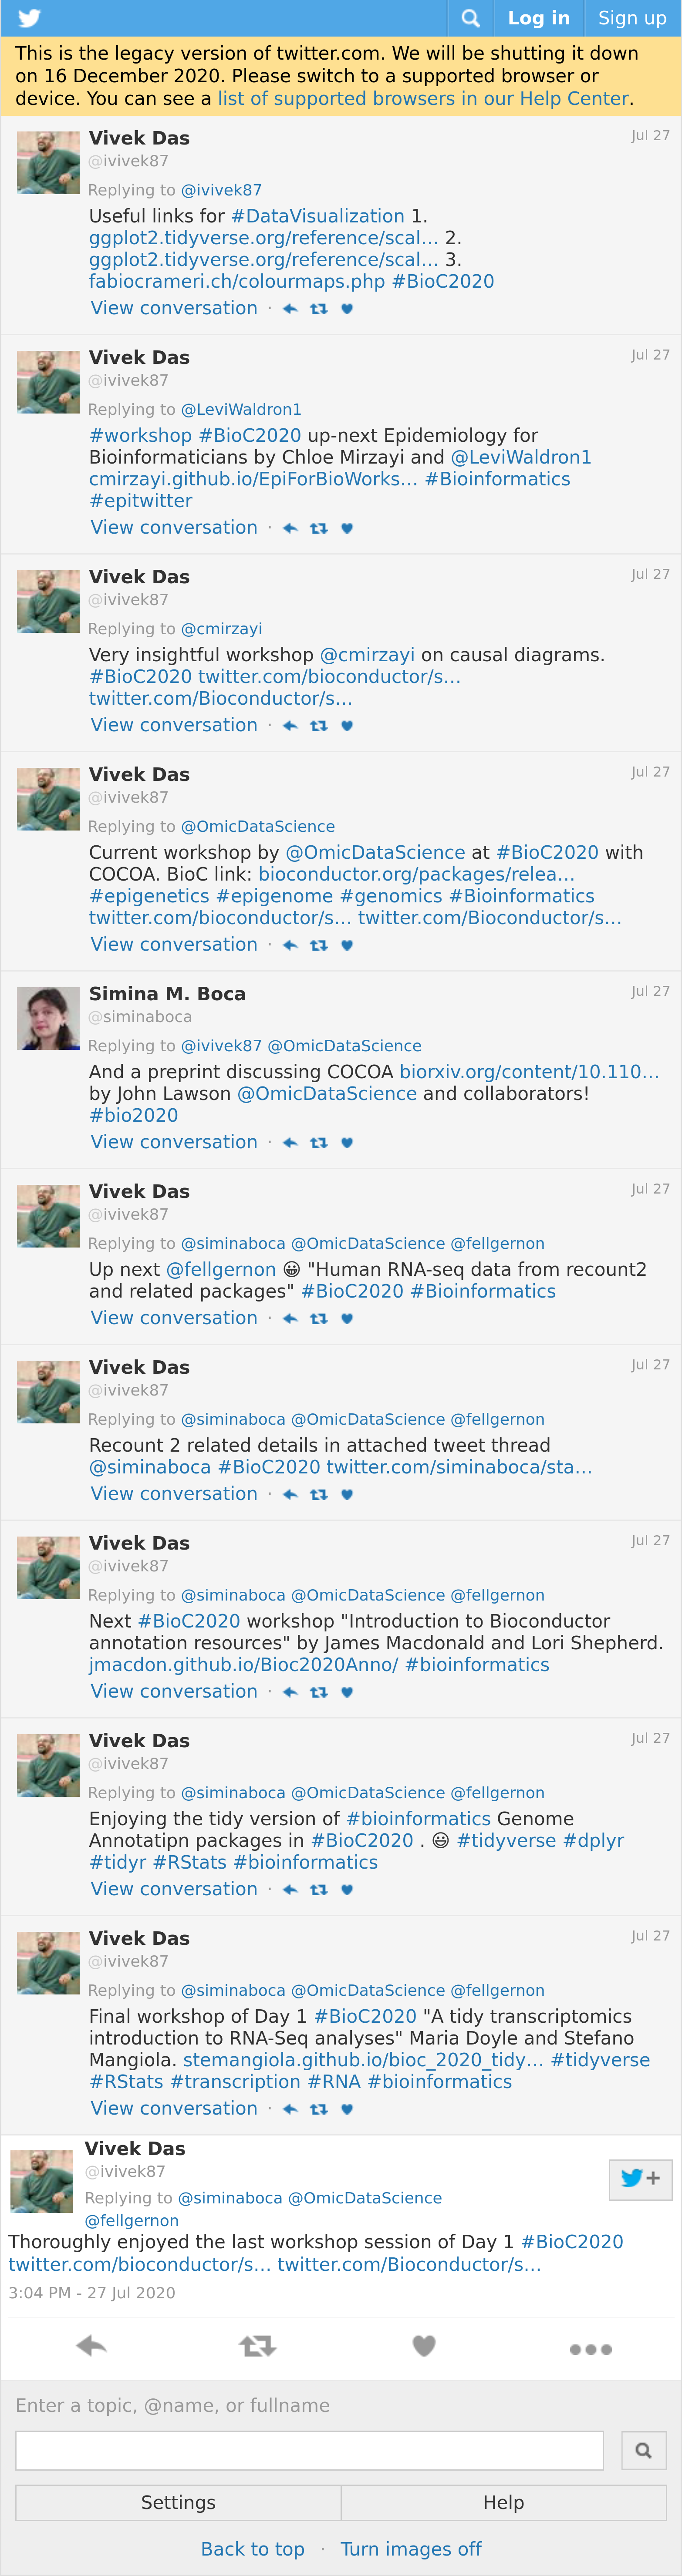 Log in Sign up
This is the legacy version of twitter.com. We will be shutting it down
on 16 December 2020. Please switch to a supported browser or
device. You can see a list of supported browsers in our Help Center.
Vivek Das Jul 27
@ivivek87
Replying to @ivivek87
Useful links for #DataVisualization 1.
ggplot2.tidyverse.org/reference/scal… 2.
ggplot2.tidyverse.org/reference/scal… 3.
fabiocrameri.ch/colourmaps.php #BioC2020
View conversation ·
Vivek Das Jul 27
@ivivek87
Replying to @LeviWaldron1
#workshop #BioC2020 up-next Epidemiology for
Bioinformaticians by Chloe Mirzayi and @LeviWaldron1
cmirzayi.github.io/EpiForBioWorks… #Bioinformatics
#epitwitter
View conversation ·
Vivek Das Jul 27
@ivivek87
Replying to @cmirzayi
Very insightful workshop @cmirzayi on causal diagrams.
#BioC2020 twitter.com/bioconductor/s…
twitter.com/Bioconductor/s…
View conversation ·
Vivek Das Jul 27
@ivivek87
Replying to @OmicDataScience
Current workshop by @OmicDataScience at #BioC2020 with
COCOA. BioC link: bioconductor.org/packages/relea…
#epigenetics #epigenome #genomics #Bioinformatics
twitter.com/bioconductor/s… twitter.com/Bioconductor/s…
View conversation ·
Simina M. Boca Jul 27
@siminaboca
Replying to @ivivek87 @OmicDataScience
And a preprint discussing COCOA biorxiv.org/content/10.110…
by John Lawson @OmicDataScience and collaborators!
#bio2020
View conversation ·
Vivek Das Jul 27
@ivivek87
Replying to @siminaboca @OmicDataScience @fellgernon
Up next @fellgernon 😀 "Human RNA-seq data from recount2
and related packages" #BioC2020 #Bioinformatics
View conversation ·
Vivek Das Jul 27
@ivivek87
Replying to @siminaboca @OmicDataScience @fellgernon
Recount 2 related details in attached tweet thread
@siminaboca #BioC2020 twitter.com/siminaboca/sta…
View conversation ·
Vivek Das Jul 27
@ivivek87
Replying to @siminaboca @OmicDataScience @fellgernon
Next #BioC2020 workshop "Introduction to Bioconductor
annotation resources" by James Macdonald and Lori Shepherd.
jmacdon.github.io/Bioc2020Anno/ #bioinformatics
View conversation ·
Vivek Das Jul 27
@ivivek87
Replying to @siminaboca @OmicDataScience @fellgernon
Enjoying the tidy version of #bioinformatics Genome
Annotatipn packages in #BioC2020 . 😃 #tidyverse #dplyr
#tidyr #RStats #bioinformatics
View conversation ·
Vivek Das Jul 27
@ivivek87
Replying to @siminaboca @OmicDataScience @fellgernon
Final workshop of Day 1 #BioC2020 "A tidy transcriptomics
introduction to RNA-Seq analyses" Maria Doyle and Stefano
Mangiola. stemangiola.github.io/bioc_2020_tidy… #tidyverse
#RStats #transcription #RNA #bioinformatics
View conversation ·
Vivek Das
@ivivek87
Replying to @siminaboca @OmicDataScience
@fellgernon
Thoroughly enjoyed the last workshop session of Day 1 #BioC2020
twitter.com/bioconductor/s… twitter.com/Bioconductor/s…
3:04 PM - 27 Jul 2020
Enter a topic, @name, or fullname
Settings Help
Back to top · Turn images off